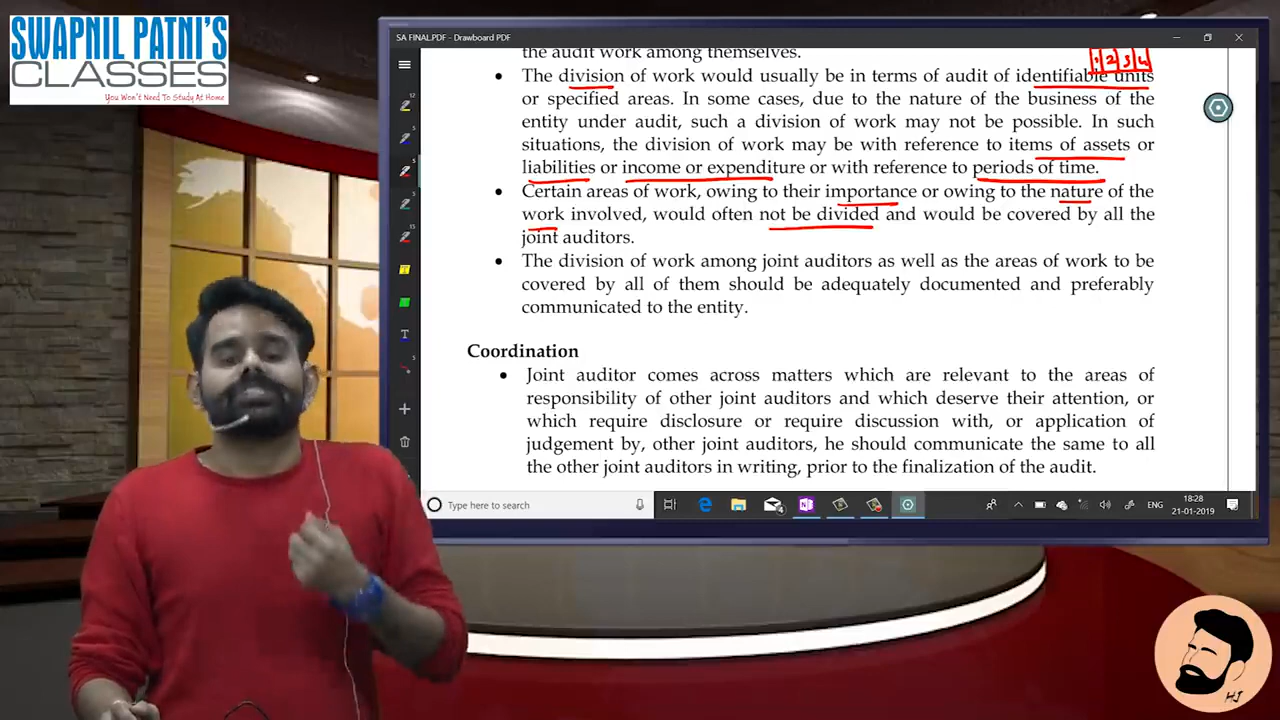 SWAPNIL PATNI'S
CLASSES
You Won't Need To Study At Home
SA FINAL.PDF - Drawboard PDF
the audit work among themselves.
1 2 3 4
• The division of work would usually be in terms of audit of identifiable units
or specified areas. In some cases, due to the nature of the business of the
entity under audit, such a division of work may not be possible. In such
situations, the division of work may be with reference to items of assets or
liabilities or income or expenditure or with reference to periods of time.
• Certain areas of work, owing to their importance or owing to the nature of the
work involved, would often not be divided and would be covered by all the
joint auditors.
• The division of work among joint auditors as well as the areas of work to be
covered by all of them should be adequately documented and preferably
communicated to the entity.
Coordination
• Joint auditor comes across matters which are relevant to the areas of
responsibility of other joint auditors and which deserve their attention, or
which require disclosure or require discussion with, or application of
judgement by, other joint auditors, he should communicate the same to all
the other joint auditors in writing, prior to the finalization of the audit.
Type here to search
ENG
18:28
21-01-2019
HJ